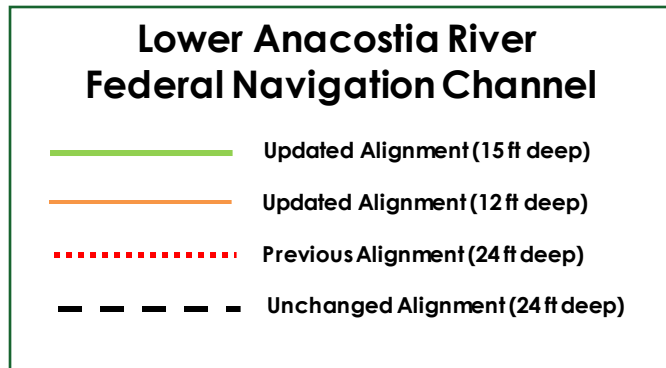 Lower Anacostia River
Federal Navigation Channel
Updated Alignment (15 ft deep)
Updated Alignment (12 ft deep)
Previous Alignment (24 ft deep)
Unchanged Alignment (24 ft deep)